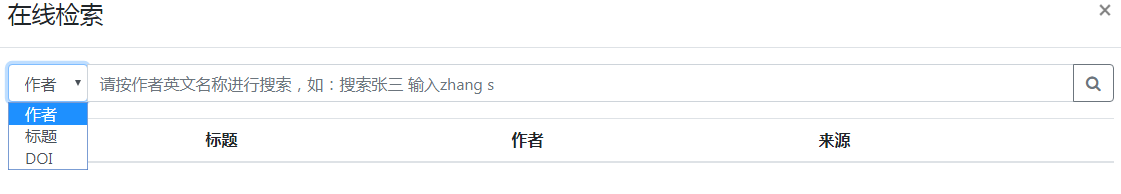 在线检索
×
作者 请按作者英文名称进行搜索，如：搜索张三 输入zhang s
作者
标题
DOI
标题 作者 来源